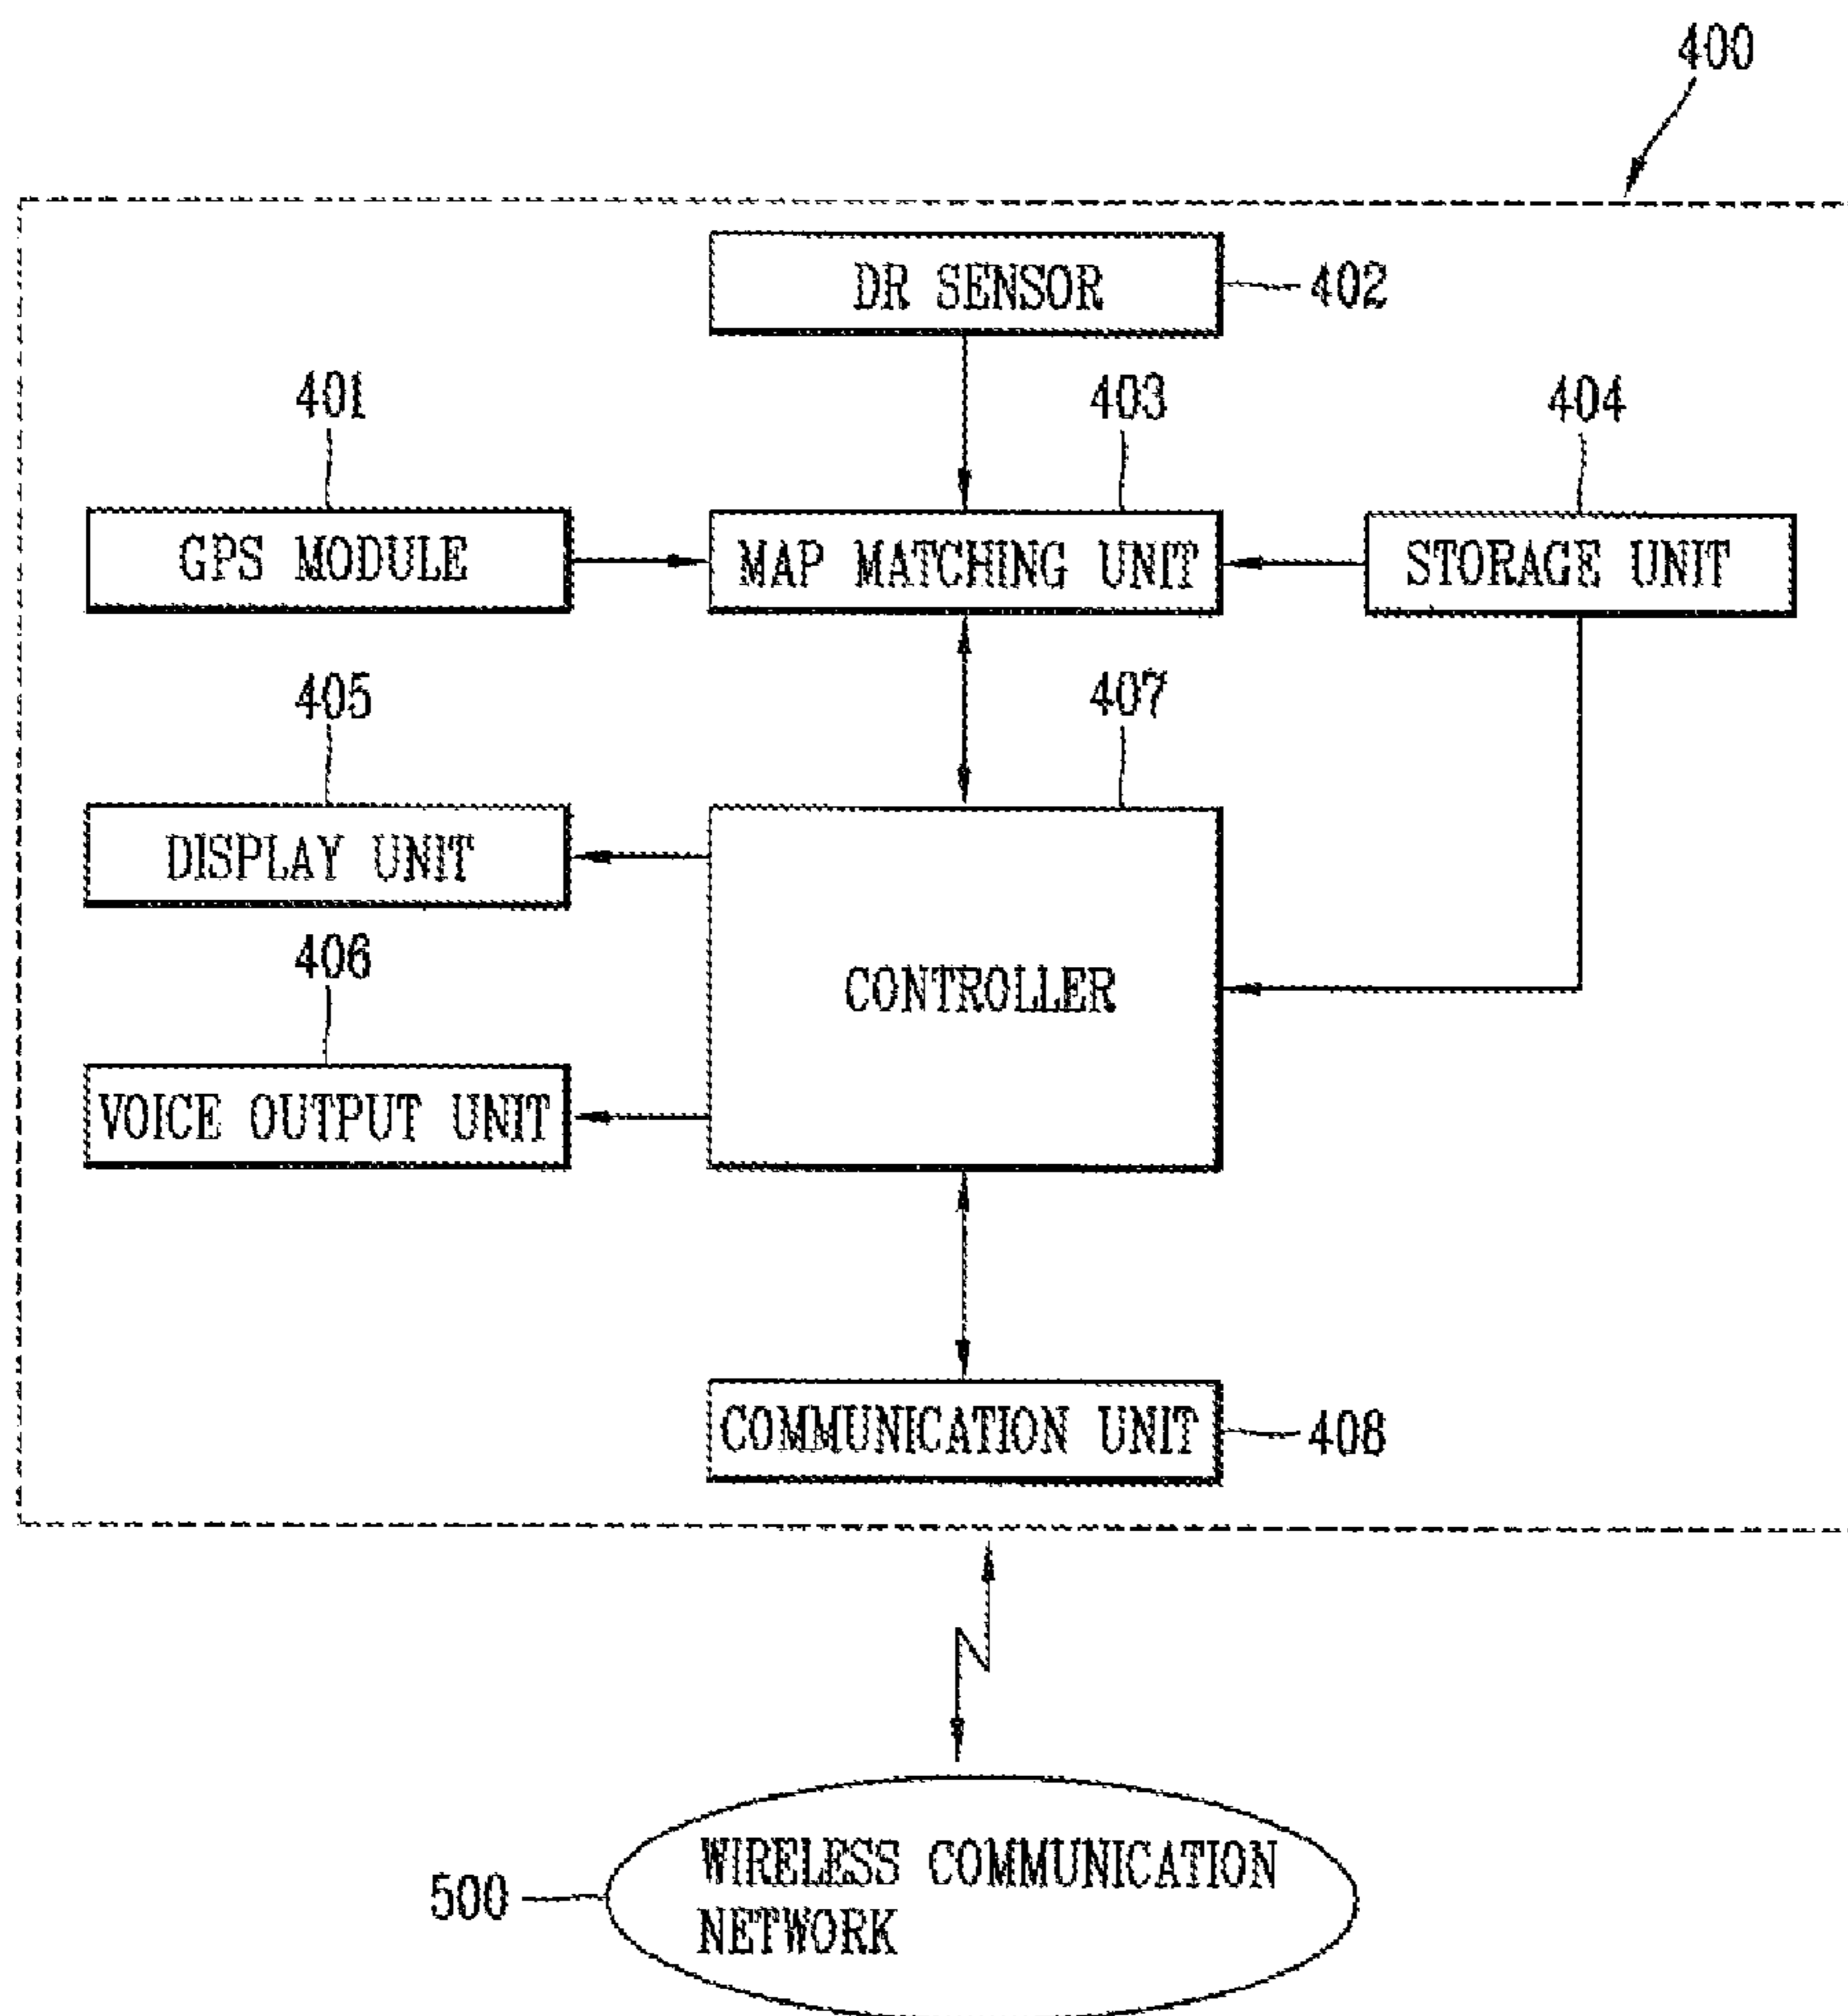 400
DR SENSOR
402
401
403
404
GPS MODULE
MAP MATCHING UNIT
STORAGE UNIT
405
407
DISPLAY UNIT
406
CONTROLLER
VOICE OUTPUT UNIT
COMMUNICATION UNIT
408
500
WIRELESS COMMUNICATION
NETWORK